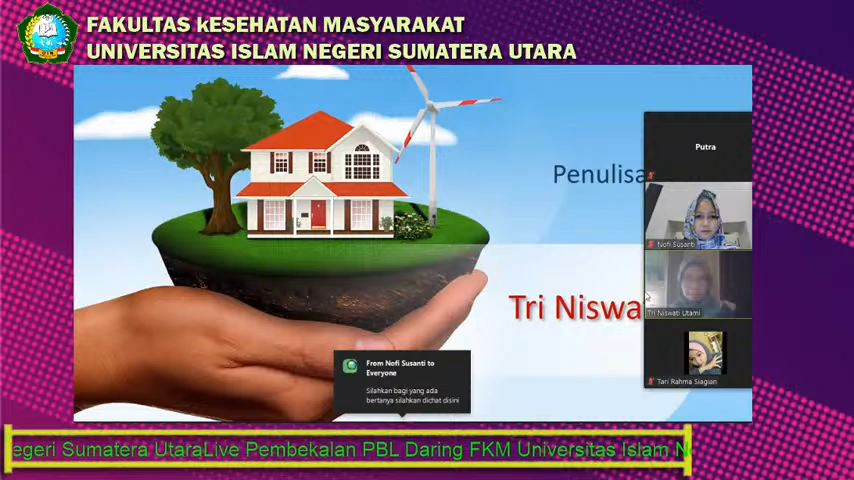 FAKULTAS kESEHATAN MASYARAKAT
UNIVERSITAS ISLAM NEGERI SUMATERA UTARA
Penulisa
Tri Niswa
Putra
Nofi Susanti
Tri Niswati Utami
Tari Rahma Siagian
From Nofi Susanti to
Everyone
Silahkan bagi yang ada
bertanya silahkan dichat disini
egeri Sumatera UtaraLive Pembekalan PBL Daring FKM Universitas Islam N